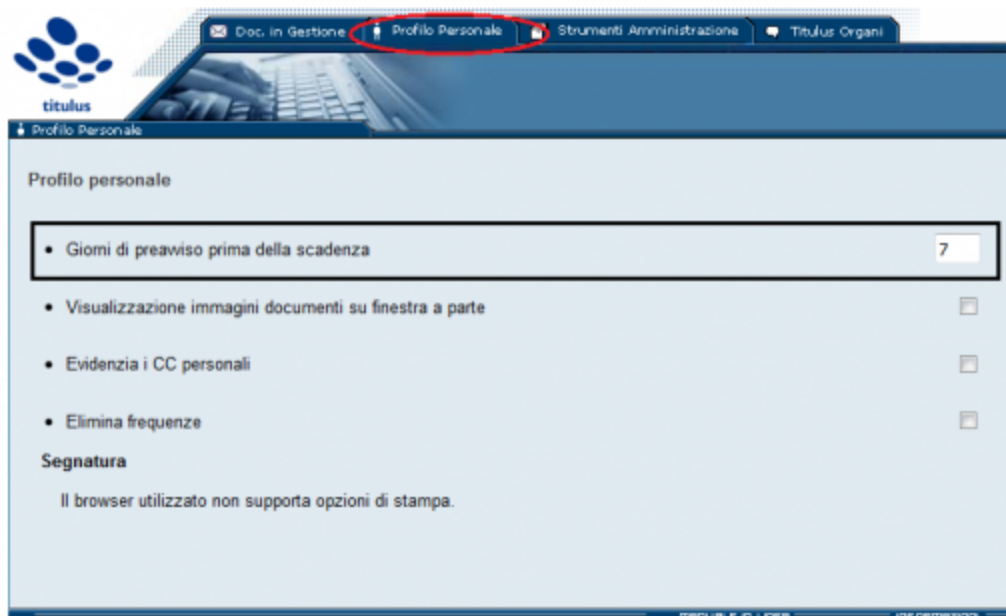 Doc. in Gestione
Profilo Personale
Strumenti Amministrazione
Titulus Organi
titulus
Profilo Personale
Profilo personale
• Giorni di preavviso prima della scadenza
7
• Visualizzazione immagini documenti su finestra a parte
• Evidenzia i CC personali
• Elimina frequenze
Segnatura
Il browser utilizzato non supporta opzioni di stampa.